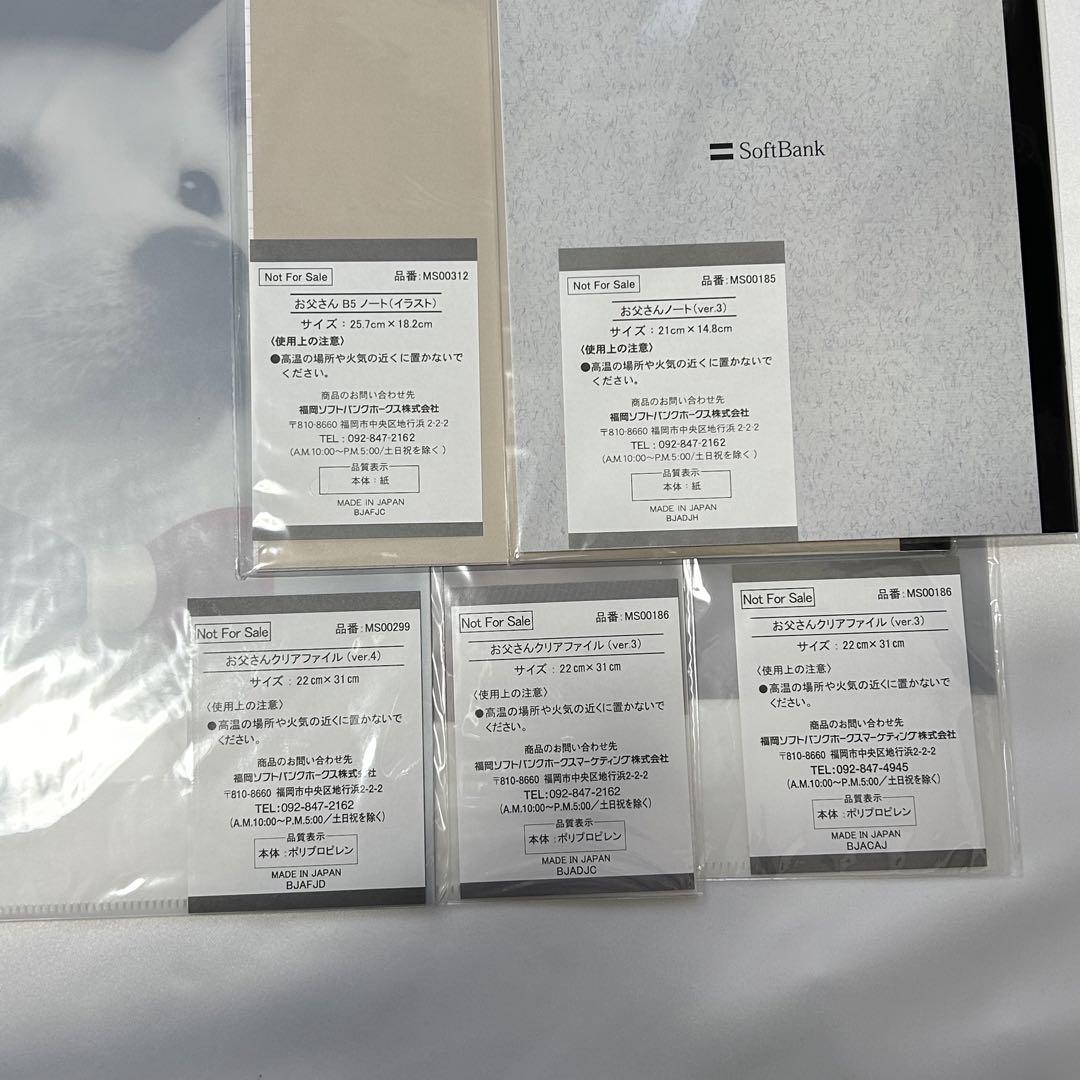 SoftBank
Not For Sale 品番:MS00312
お父さん B5 ノート(イラスト)
サイズ:25.7cm×18.2cm
〈使用上の注意〉
●高温の場所や火気の近くに置かないで
ください。
商品のお問い合わせ先
福岡ソフトバンクホークス株式会社
〒810-8660 福岡市中央区地行浜 2-2-2
TEL:092-847-2162
(A.M.10:00〜P.M.5:00/土日祝を除く)
品質表示
本体:紙
MADE IN JAPAN
BJAFJC
Not For Sale 品番:MS00185
お父さんノート(ver.3)
サイズ:21cm×14.8cm
〈使用上の注意〉
●高温の場所や火気の近くに置かないで
ください。
商品のお問い合わせ先
福岡ソフトバンクホークス株式会社
〒810-8660 福岡市中央区地行浜 2-2-2
TEL:092-847-2162
(A.M.10:00〜P.M.5:00/土日祝を除く)
品質表示
本体:紙
MADE IN JAPAN
BJADJH
Not For Sale 品番:MS00299
お父さんクリアファイル(ver.4)
サイズ:22cm×31cm
〈使用上の注意〉
●高温の場所や火気の近くに置かないで
ください。
商品のお問い合わせ先
福岡ソフトバンクホークス株式会社
〒810-8660 福岡市中央区地行浜2-2-2
TEL:092-847-2162
(A.M.10:00〜P.M.5:00/土日祝を除く)
品質表示
本体:ポリプロピレン
MADE IN JAPAN
BJAFJD
Not For Sale 品番:MS00186
お父さんクリアファイル(ver.3)
サイズ:22cm×31cm
〈使用上の注意〉
●高温の場所や火気の近くに置かないで
ください。
商品のお問い合わせ先
福岡ソフトバンクホークスマーケティング株式会社
〒810-8660 福岡市中央区地行浜2-2-2
TEL:092-847-2162
(A.M.10:00〜P.M.5:00/土日祝を除く)
品質表示
本体:ポリプロピレン
MADE IN JAPAN
BJADJC
Not For Sale 品番:MS00186
お父さんクリアファイル(ver.3)
サイズ:22cm×31cm
〈使用上の注意〉
●高温の場所や火気の近くに置かないで
ください。
商品のお問い合わせ先
福岡ソフトバンクホークスマーケティング株式会社
〒810-8660 福岡市中央区地行浜2-2-2
TEL:092-847-4945
(A.M.10:00〜P.M.5:00/土日祝を除く)
品質表示
本体:ポリプロピレン
MADE IN JAPAN
BJACAJ